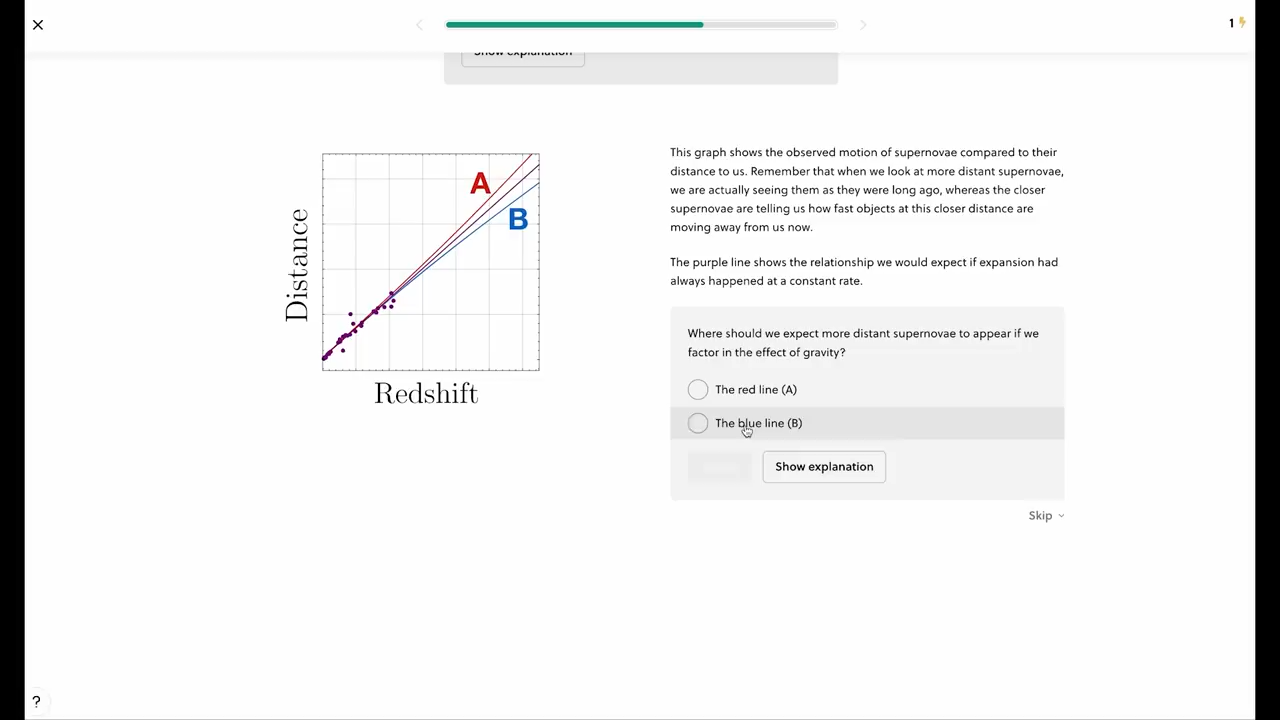 1
Show explanation
This graph shows the observed motion of supernovae compared to their
distance to us. Remember that when we look at more distant supernovae,
we are actually seeing them as they were long ago, whereas the closer
supernovae are telling us how fast objects at this closer distance are
moving away from us now.
The purple line shows the relationship we would expect if expansion had
always happened at a constant rate.
A
B
Distance
Redshift
Where should we expect more distant supernovae to appear if we
factor in the effect of gravity?
The red line (A)
The blue line (B)
Show explanation
Skip
?